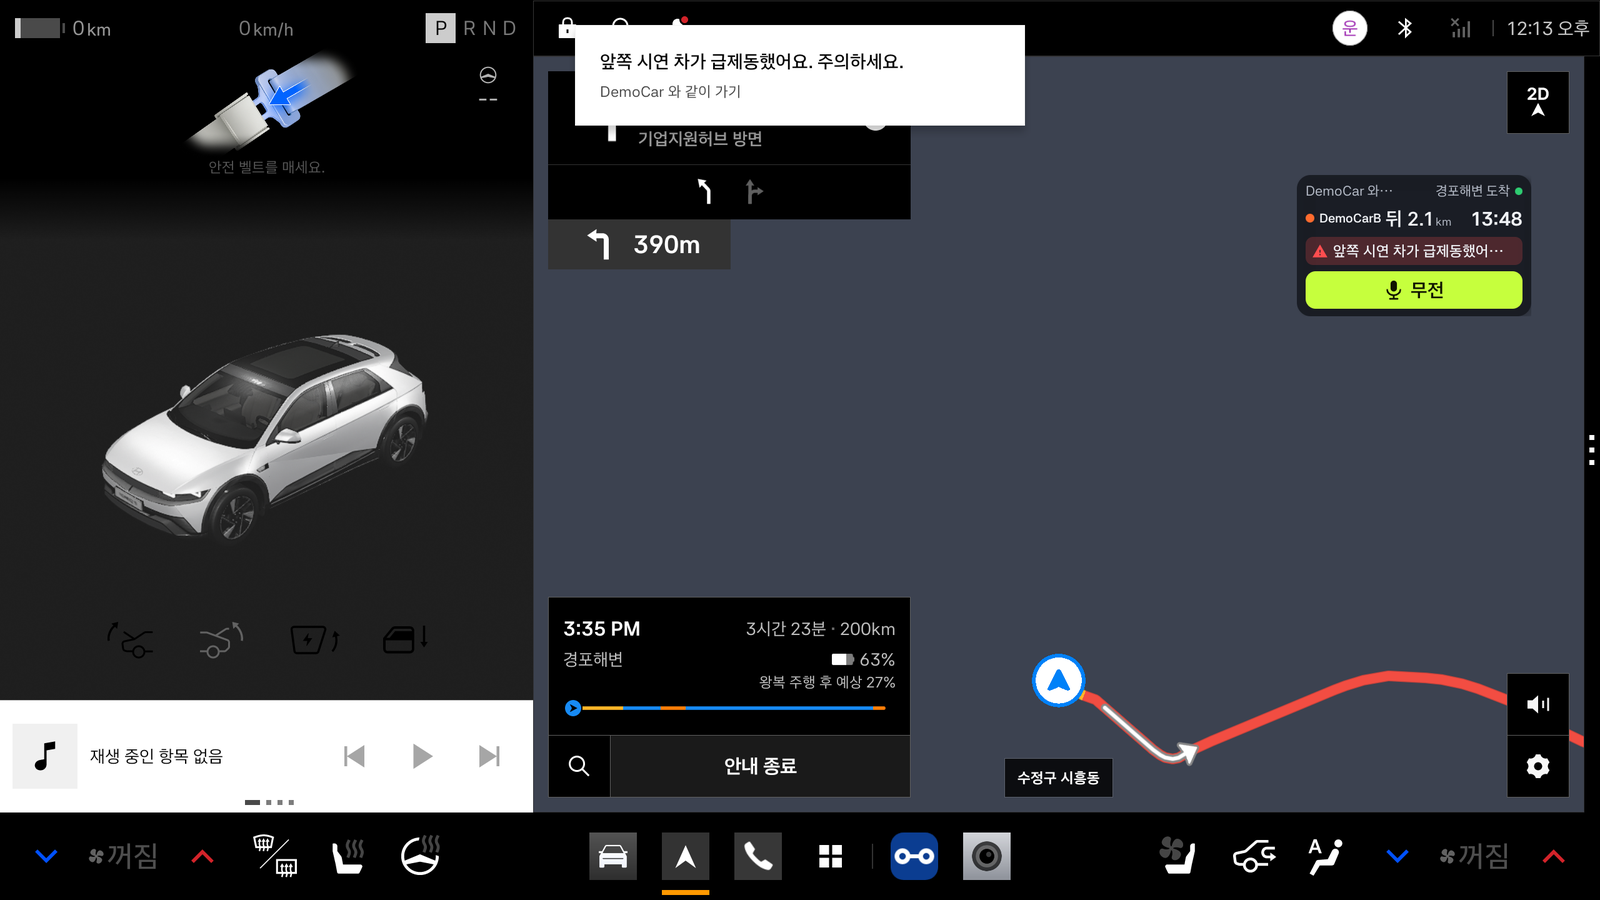 0km
0km/h
P R N D
안전 벨트를 매세요.
재생 중인 항목 없음
꺼짐
운
12:13 오후
앞쪽 시연 차가 급제동했어요. 주의하세요.
DemoCar 와 같이 가기
기업지원허브 방면
390m
2D
DemoCar 와… 경포해변 도착
DemoCarB 뒤 2.1km 13:48
앞쪽 시연 차가 급제동했어…
무전
3:35 PM 3시간 23분 · 200km
경포해변 63%
왕복 주행 후 예상 27%
안내 종료
수정구 시흥동
A
꺼짐